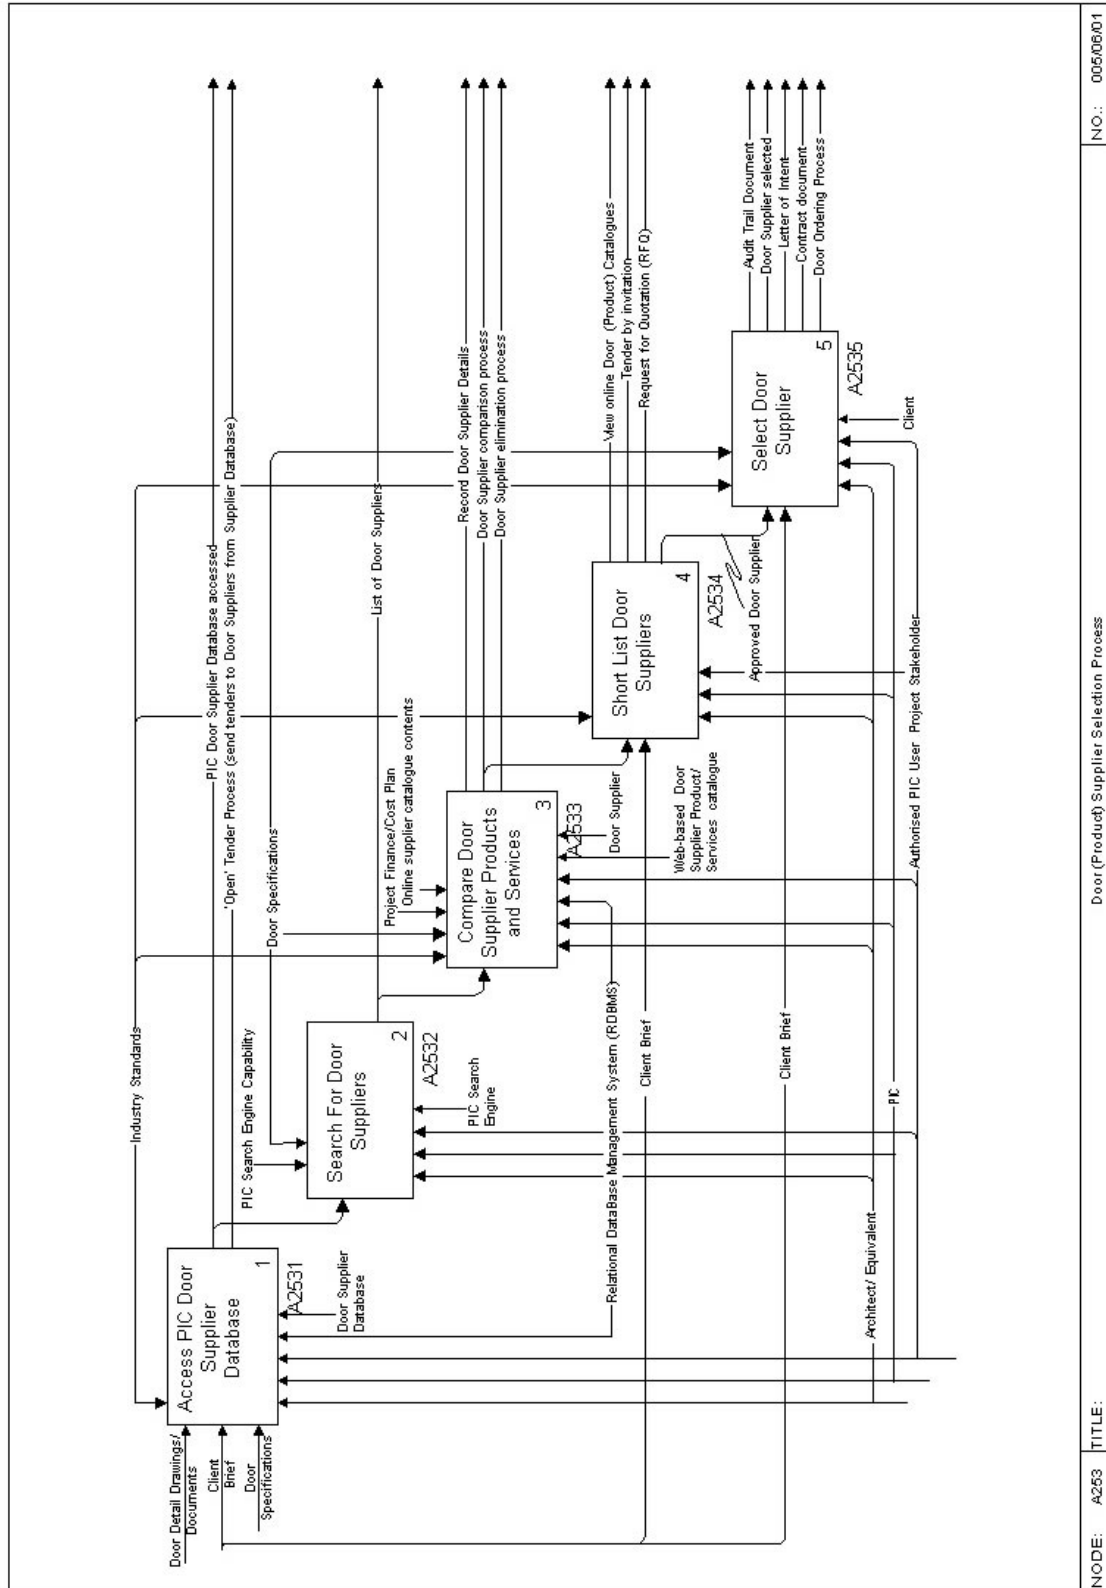 Industry Standards
PIC Door Supplier Database accessed
'Open' Tender Process (send tenders to Door Suppliers from Supplier Database)
Door Specifications
PIC Search Engine Capability
List of Door Suppliers
Project Finance/Cost Plan
Online supplier catalogue contents
Record Door Supplier Details
Door Supplier comparison process
Door Supplier elimination process
View online Door (Product) Catalogues
Tender by invitation
Request for Quotation (RFQ)
Audit Trail Document
Door Supplier selected
Letter of Intent
Contract document
Door Ordering Process
Door Detail Drawings/
Documents
Client
Brief
Door
Specifications
Access PIC Door
Supplier
Database
1
A2531
Door Supplier
Database
Search For Door
Suppliers
2
A2532
PIC Search
Engine
Compare Door
Supplier Products
and Services
3
A2533
Door Supplier
Web-based Door
Supplier Product/
Services catalogue
Short List Door
Suppliers
4
A2534
Approved Door Supplier
Select Door
Supplier
5
A2535
Client
Relational DataBase Management System (RDBMS)
Client Brief
Client Brief
Architect/ Equivalent
PIC
Authorised PIC User Project Stakeholder
NODE: A253
TITLE: Door (Product) Supplier Selection Process
NO.: 005/06/01